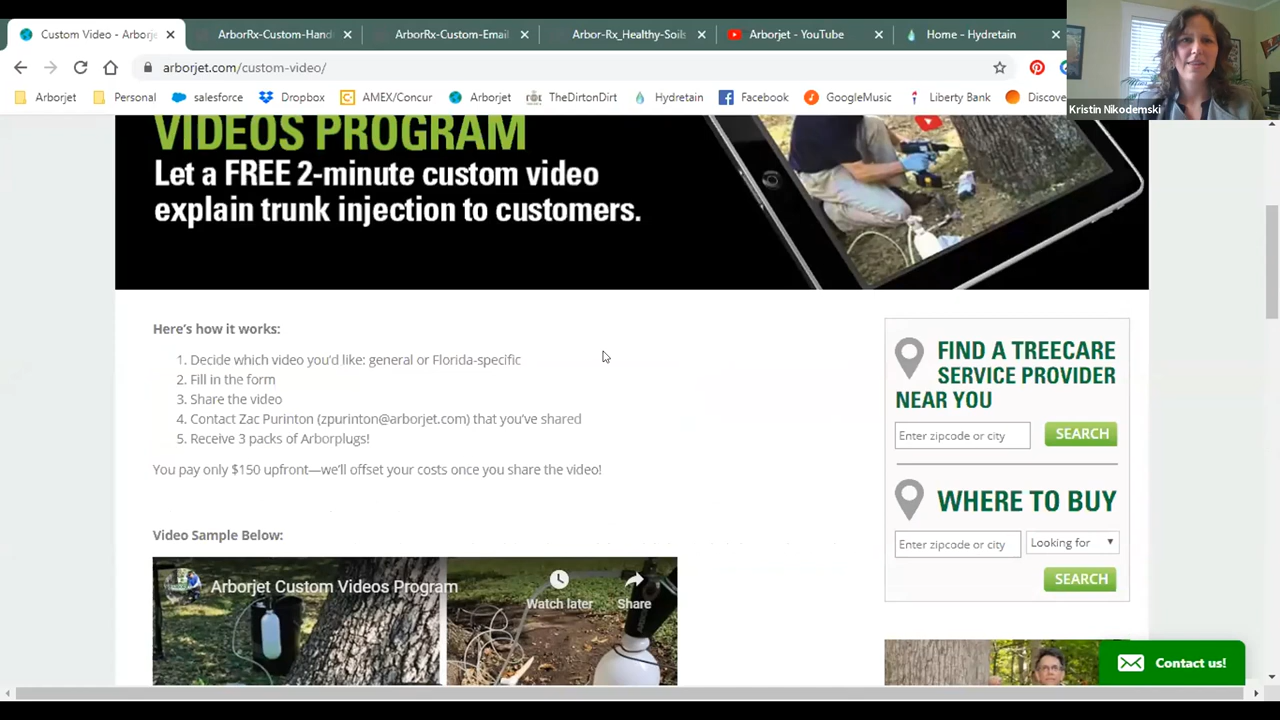 Custom Video - Arborje
ArborRx-Custom-Hand
ArborRx-Custom-Email
Arbor-Rx_Healthy-Soils
Arborjet - YouTube
Home - Hydretain
arborjet.com/custom-video/
Kristin Nikodemski
Arborjet
Personal
salesforce
Dropbox
AMEX/Concur
Arborjet
TheDirtonDirt
Hydretain
Facebook
GoogleMusic
Liberty Bank
Discove
VIDEOS PROGRAM
Let a FREE 2-minute custom video
explain trunk injection to customers.
Here's how it works:
1. Decide which video you'd like: general or Florida-specific
2. Fill in the form
3. Share the video
4. Contact Zac Purinton (zpurinton@arborjet.com) that you've shared
5. Receive 3 packs of Arborplugs!
You pay only $150 upfront—we'll offset your costs once you share the video!
Video Sample Below:
Arborjet Custom Videos Program
Watch later
Share
FIND A TREECARE
SERVICE PROVIDER
NEAR YOU
Enter zipcode or city
SEARCH
WHERE TO BUY
Enter zipcode or city
Looking for
SEARCH
Contact us!